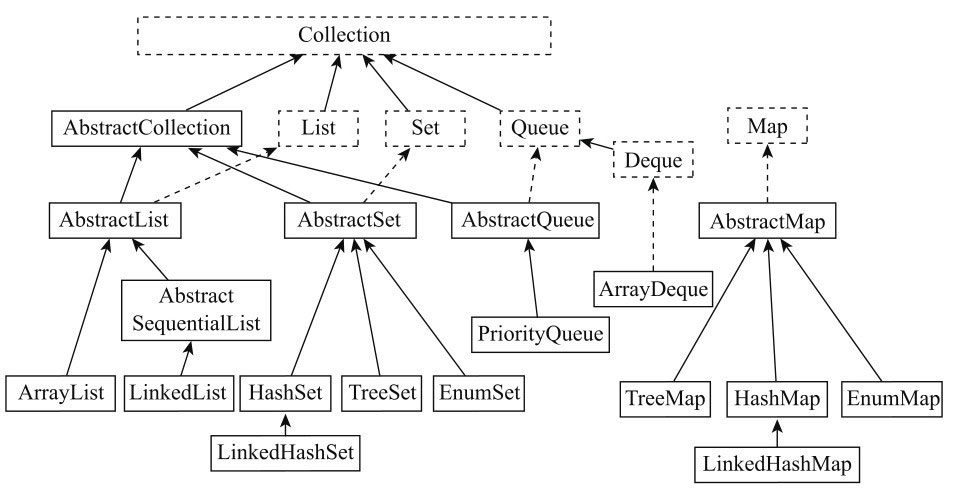 Collection
AbstractCollection
List
Set
Queue
Map
Deque
AbstractList
AbstractSet
AbstractQueue
AbstractMap
ArrayDeque
Abstract
SequentialList
PriorityQueue
ArrayList
LinkedList
HashSet
TreeSet
EnumSet
TreeMap
HashMap
EnumMap
LinkedHashSet
LinkedHashMap